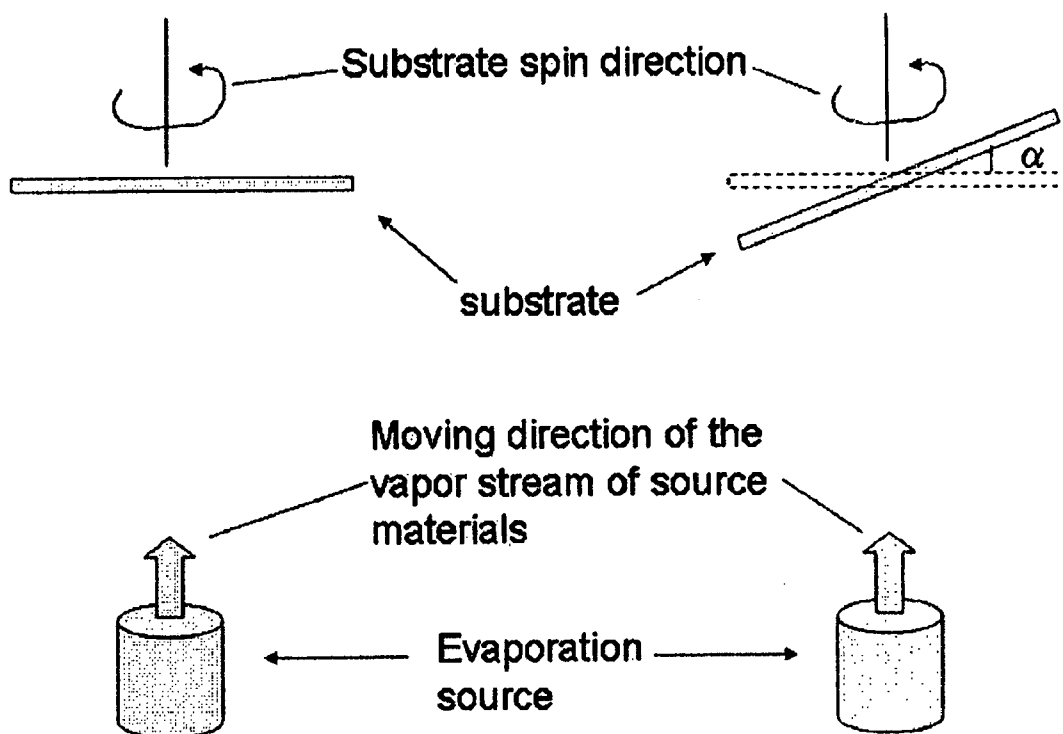 Substrate spin direction
α
substrate
Moving direction of the
vapor stream of source
materials
Evaporation
source